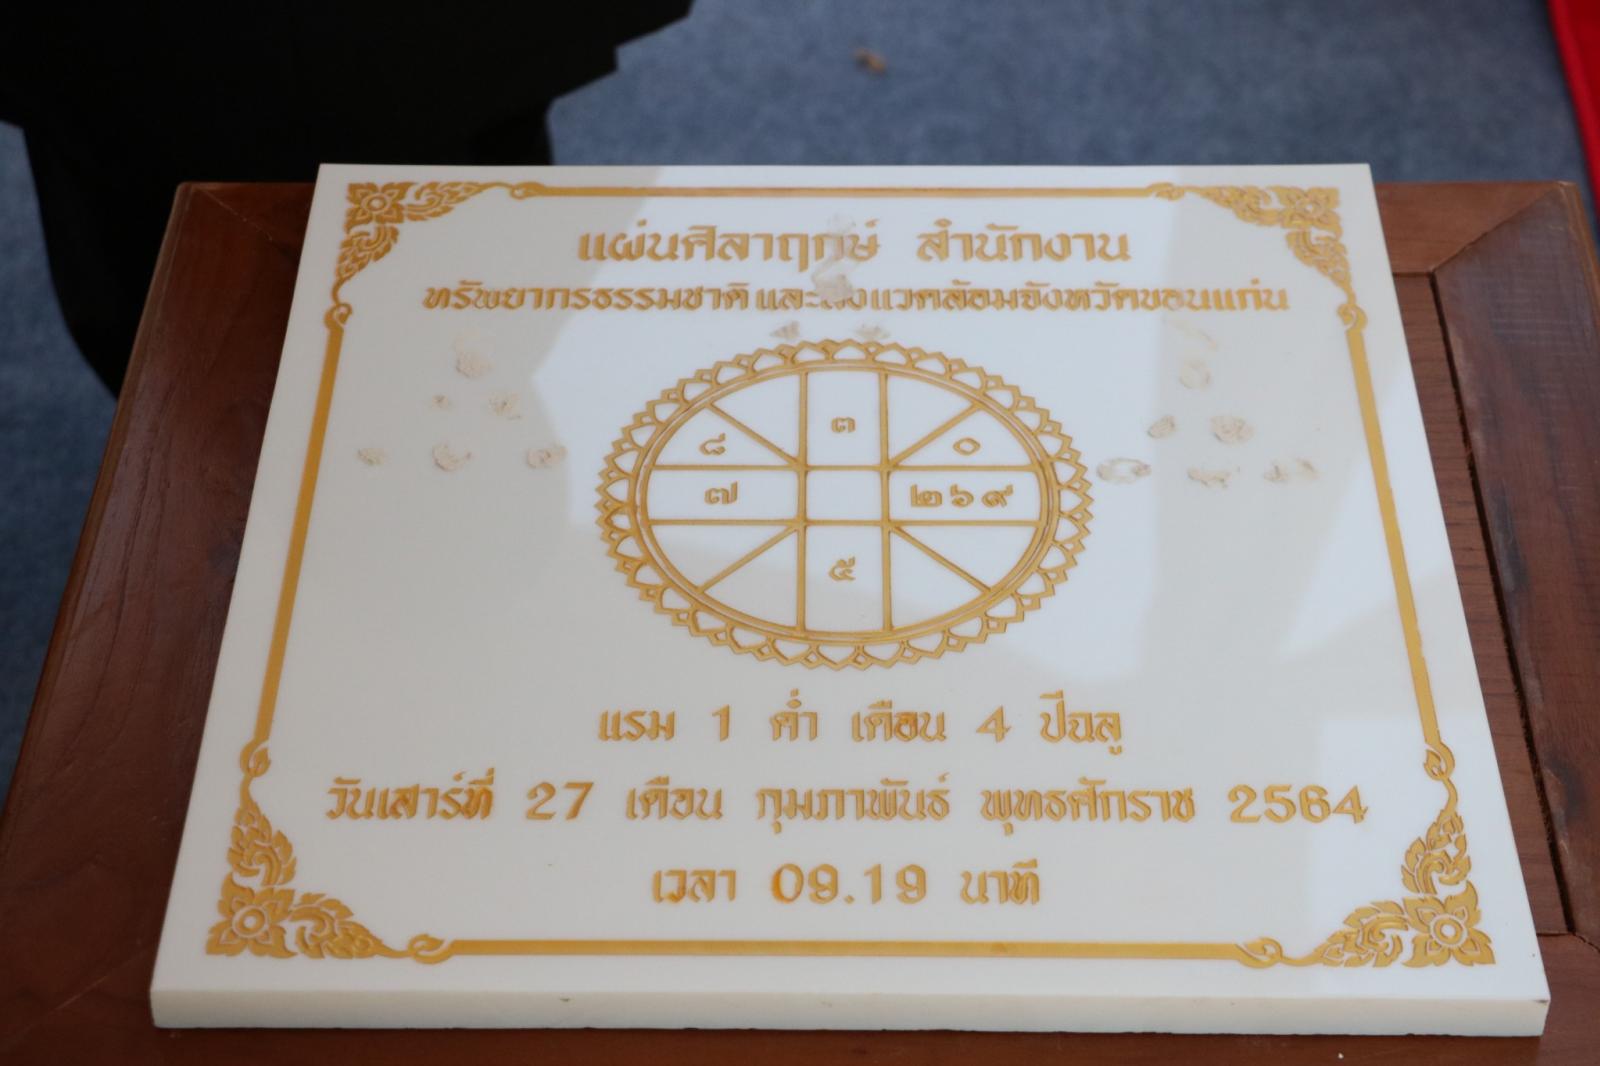 แผ่นศิลาฤกษ์ สำนักงาน
ทรัพยากรธรรมชาติและสิ่งแวดล้อมจังหวัดขอนแก่น
๘ ๓ ๐
๗ ๒ ๖ ๙
๕
แรม 1 ค่ำ เดือน 4 ปีฉลู
วันเสาร์ที่ 27 เดือน กุมภาพันธ์ พุทธศักราช 2564
เวลา 09.19 นาที